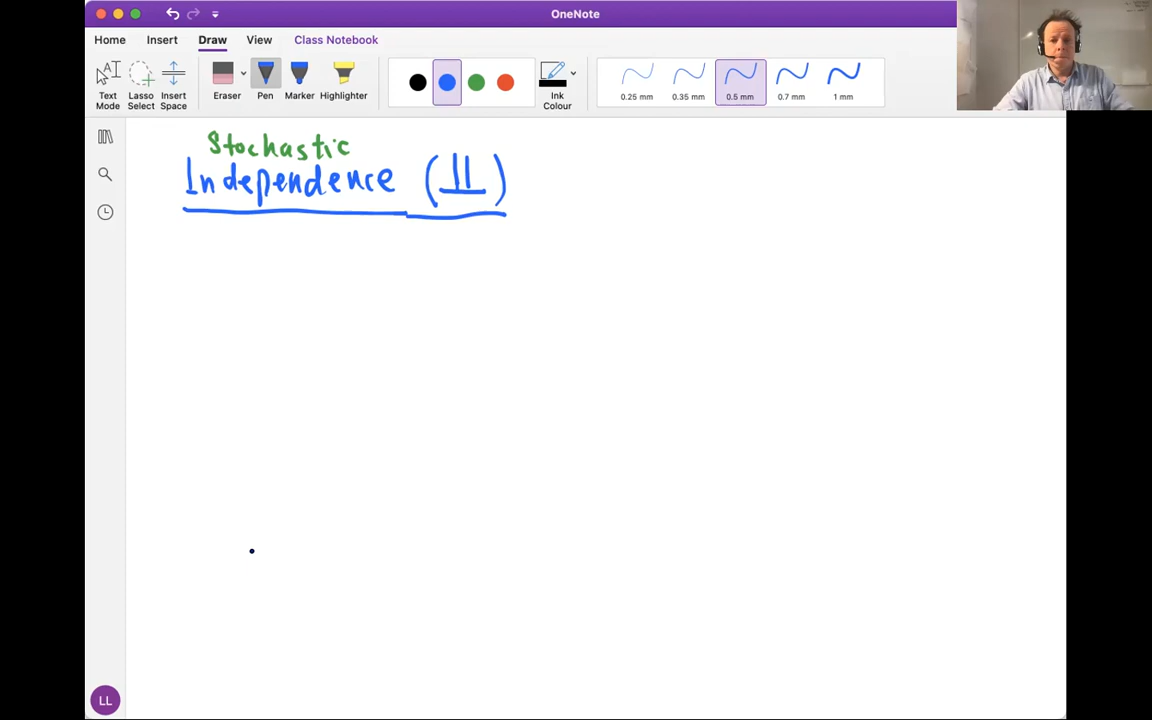 OneNote
Home Insert Draw View Class Notebook
Text Mode
Lasso Select
Insert Space
Eraser
Pen
Marker
Highlighter
Ink Colour
0.25 mm
0.35 mm
0.5 mm
0.7 mm
1 mm
Stochastic
Independence (⫫)
LL